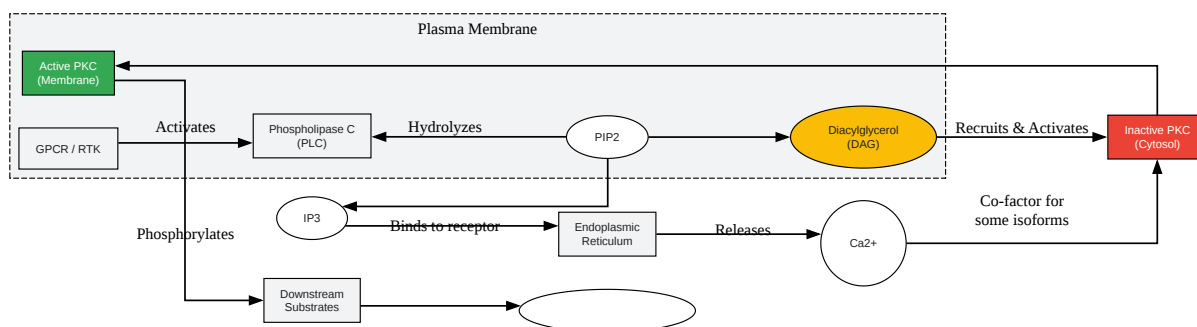 Plasma Membrane
Active PKC
(Membrane)
Activates
GPCR / RTK
Phospholipase C
(PLC)
Hydrolyzes
PIP2
Diacylglycerol
(DAG)
Recruits & Activates
Inactive PKC
(Cytosol)
Co-factor for
some isoforms
IP3
Binds to receptor
Endoplasmic
Reticulum
Releases
Ca2+
Phosphorylates
Downstream
Substrates